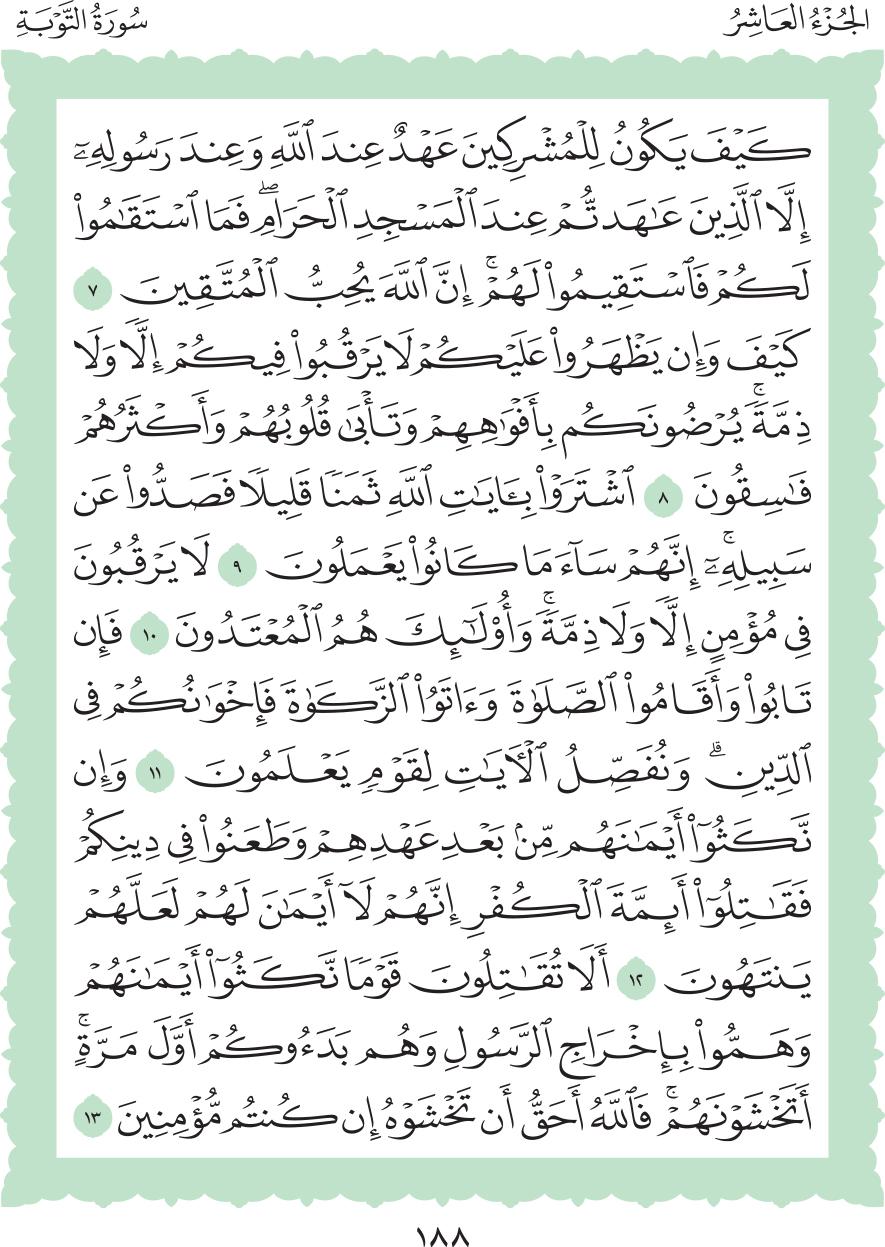 الجُزْءُ العَاشِرُ
سُورَةُ التَّوۡبَةِ
كَيۡفَ يَكُونُ لِلۡمُشۡرِكِينَ عَهۡدٌ عِندَ ٱللَّهِ وَعِندَ رَسُولِهِۦٓ
إِلَّا ٱلَّذِينَ عَٰهَدتُّمۡ عِندَ ٱلۡمَسۡجِدِ ٱلۡحَرَامِۖ فَمَا ٱسۡتَقَٰمُواْ
لَكُمۡ فَٱسۡتَقِيمُواْ لَهُمۡۚ إِنَّ ٱللَّهَ يُحِبُّ ٱلۡمُتَّقِينَ ٧
كَيۡفَ وَإِن يَظۡهَرُواْ عَلَيۡكُمۡ لَا يَرۡقُبُواْ فِيكُمۡ إِلّٗا وَلَا
ذِمَّةٗۚ يُرۡضُونَكُم بِأَفۡوَٰهِهِمۡ وَتَأۡبَىٰ قُلُوبُهُمۡ وَأَكۡثَرُهُمۡ
فَٰسِقُونَ ٨ ٱشۡتَرَوۡاْ بِـَٔايَٰتِ ٱللَّهِ ثَمَنٗا قَلِيلٗا فَصَدُّواْ عَن
سَبِيلِهِۦٓۚ إِنَّهُمۡ سَآءَ مَا كَانُواْ يَعۡمَلُونَ ٩ لَا يَرۡقُبُونَ
فِي مُؤۡمِنٍ إِلّٗا وَلَا ذِمَّةٗۚ وَأُوْلَٰٓئِكَ هُمُ ٱلۡمُعۡتَدُونَ ١٠ فَإِن
تَابُواْ وَأَقَامُواْ ٱلصَّلَوٰةَ وَءَاتَوُاْ ٱلزَّكَوٰةَ فَإِخۡوَٰنُكُمۡ فِي
ٱلدِّينِۗ وَنُفَصِّلُ ٱلۡأٓيَٰتِ لِقَوۡمٖ يَعۡلَمُونَ ١١ وَإِن
نَّكَثُوٓاْ أَيۡمَٰنَهُم مِّنۢ بَعۡدِ عَهۡدِهِمۡ وَطَعَنُواْ فِي دِينِكُمۡ
فَقَٰتِلُوٓاْ أَئِمَّةَ ٱلۡكُفۡرِ إِنَّهُمۡ لَآ أَيۡمَٰنَ لَهُمۡ لَعَلَّهُمۡ
يَنتَهُونَ ١٢ أَلَا تُقَٰتِلُونَ قَوۡمٗا نَّكَثُوٓاْ أَيۡمَٰنَهُمۡ
وَهَمُّواْ بِإِخۡرَاجِ ٱلرَّسُولِ وَهُم بَدَءُوكُمۡ أَوَّلَ مَرَّةٍۚ
أَتَخۡشَوۡنَهُمۡۚ فَٱللَّهُ أَحَقُّ أَن تَخۡشَوۡهُ إِن كُنتُم مُّؤۡمِنِينَ ١٣
١٨٨